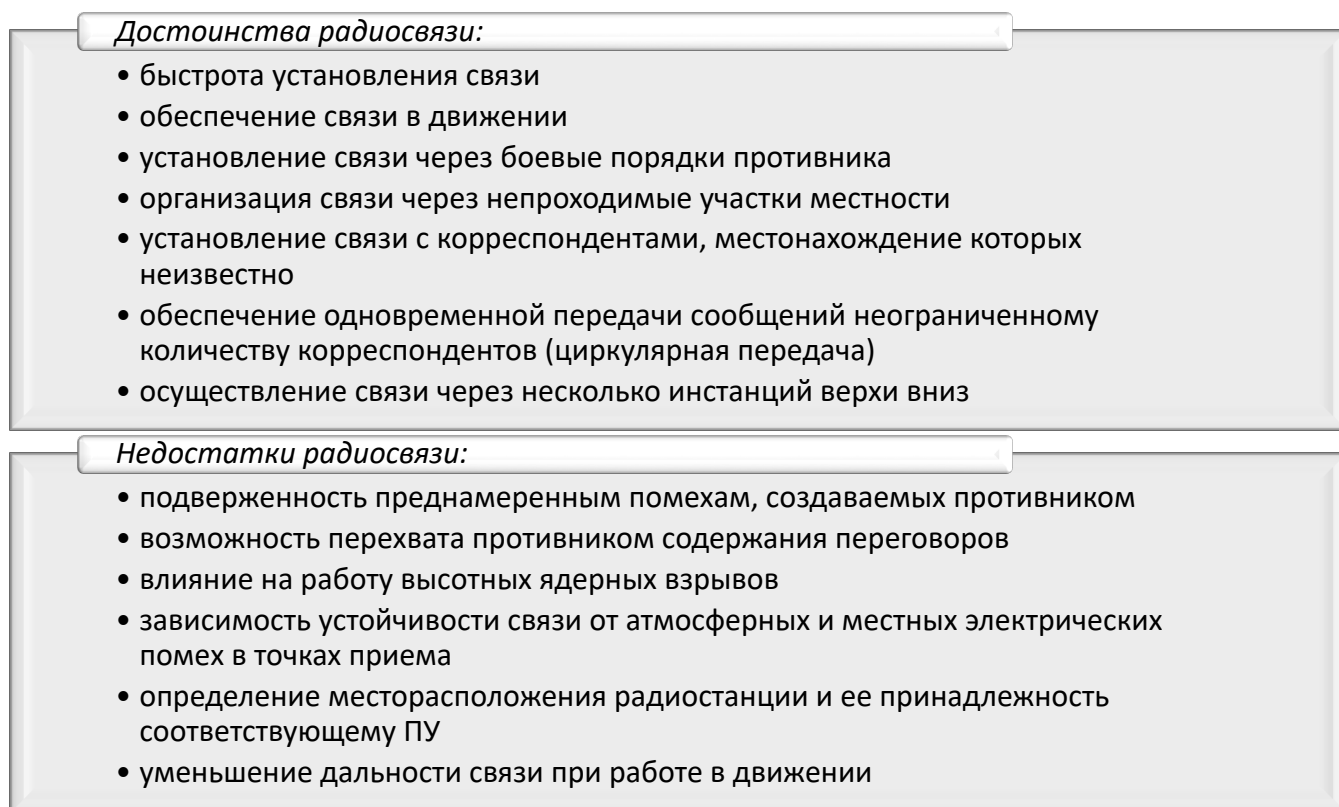 Достоинства радиосвязи:
• быстрота установления связи
• обеспечение связи в движении
• установление связи через боевые порядки противника
• организация связи через непроходимые участки местности
• установление связи с корреспондентами, местонахождение которых
неизвестно
• обеспечение одновременной передачи сообщений неограниченному
количеству корреспондентов (циркулярная передача)
• осуществление связи через несколько инстанций верхи вниз
Недостатки радиосвязи:
• подверженность преднамеренным помехам, создаваемых противником
• возможность перехвата противником содержания переговоров
• влияние на работу высотных ядерных взрывов
• зависимость устойчивости связи от атмосферных и местных электрических
помех в точках приема
• определение месторасположения радиостанции и ее принадлежность
соответствующему ПУ
• уменьшение дальности связи при работе в движении